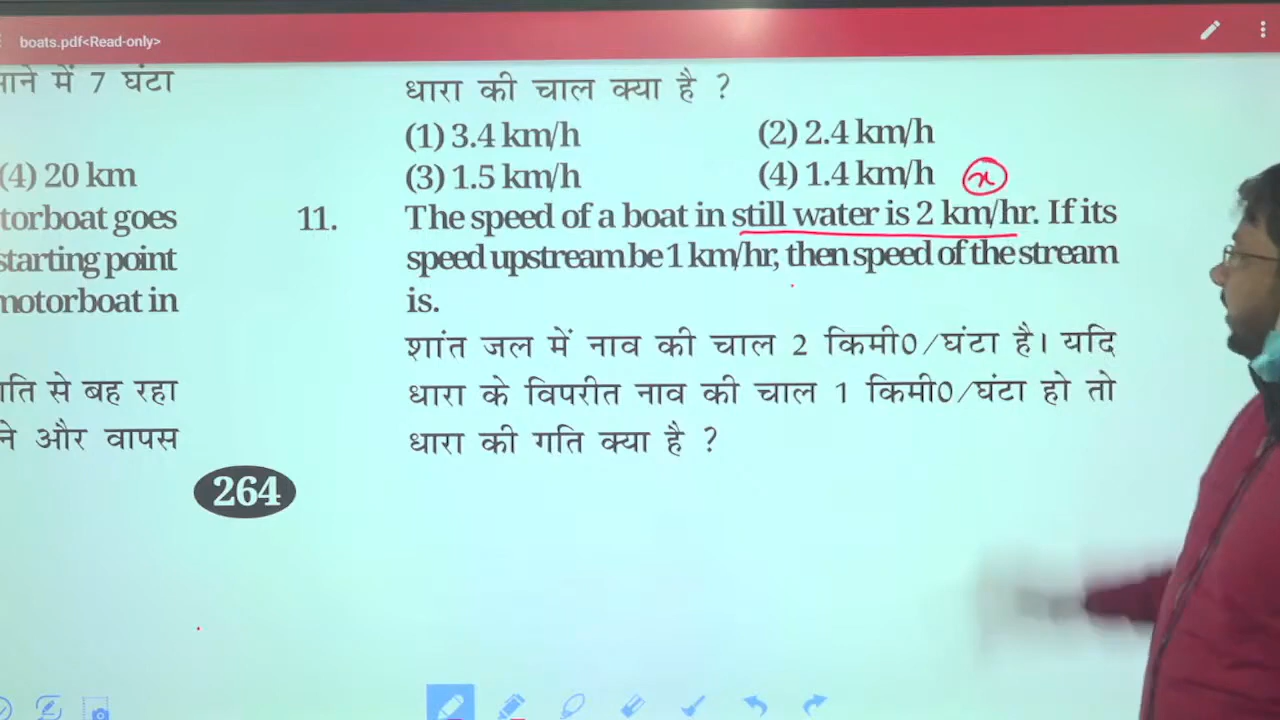 boats.pdf<Read-only>
माने में 7 घंटा
(4) 20 km
torboat goes
starting point
motorboat in
गति से बह रहा
ने और वापस
264
धारा की चाल क्या है ?
(1) 3.4 km/h (2) 2.4 km/h
(3) 1.5 km/h (4) 1.4 km/h x
11. The speed of a boat in still water is 2 km/hr. If its
speed upstream be 1 km/hr, then speed of the stream
is.
शांत जल में नाव की चाल 2 किमी0/घंटा है। यदि
धारा के विपरीत नाव की चाल 1 किमी0/घंटा हो तो
धारा की गति क्या है ?